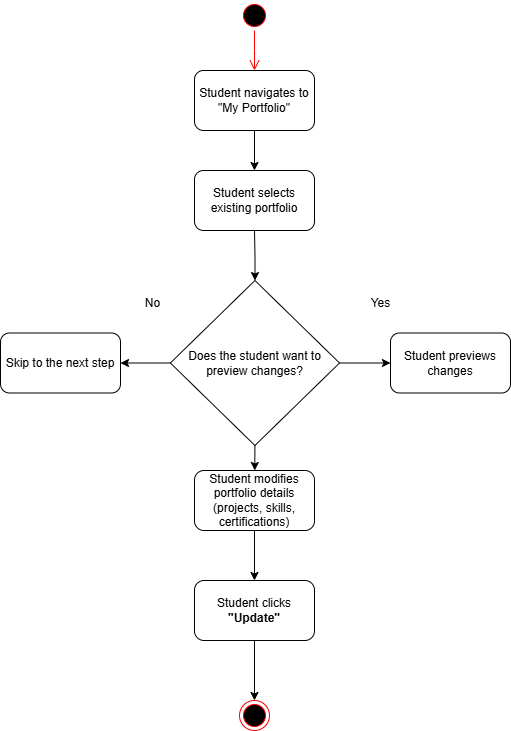 Student navigates to
"My Portfolio"
Student selects
existing portfolio
No
Yes
Does the student want to
preview changes?
Skip to the next step
Student previews
changes
Student modifies
portfolio details
(projects, skills,
certifications)
Student clicks
"Update"